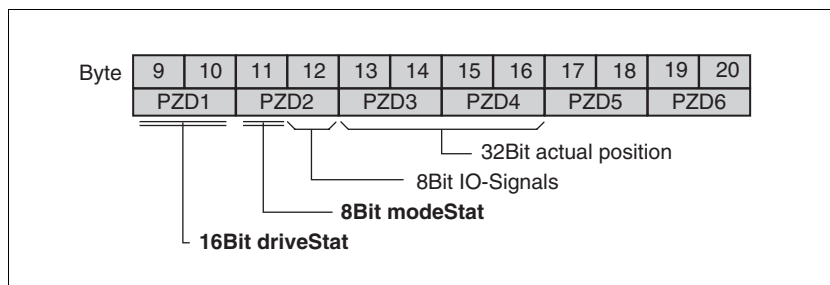 Byte 9 10 11 12 13 14 15 16 17 18 19 20
PZD1 PZD2 PZD3 PZD4 PZD5 PZD6
32Bit actual position
8Bit IO-Signals
8Bit modeStat
16Bit driveStat